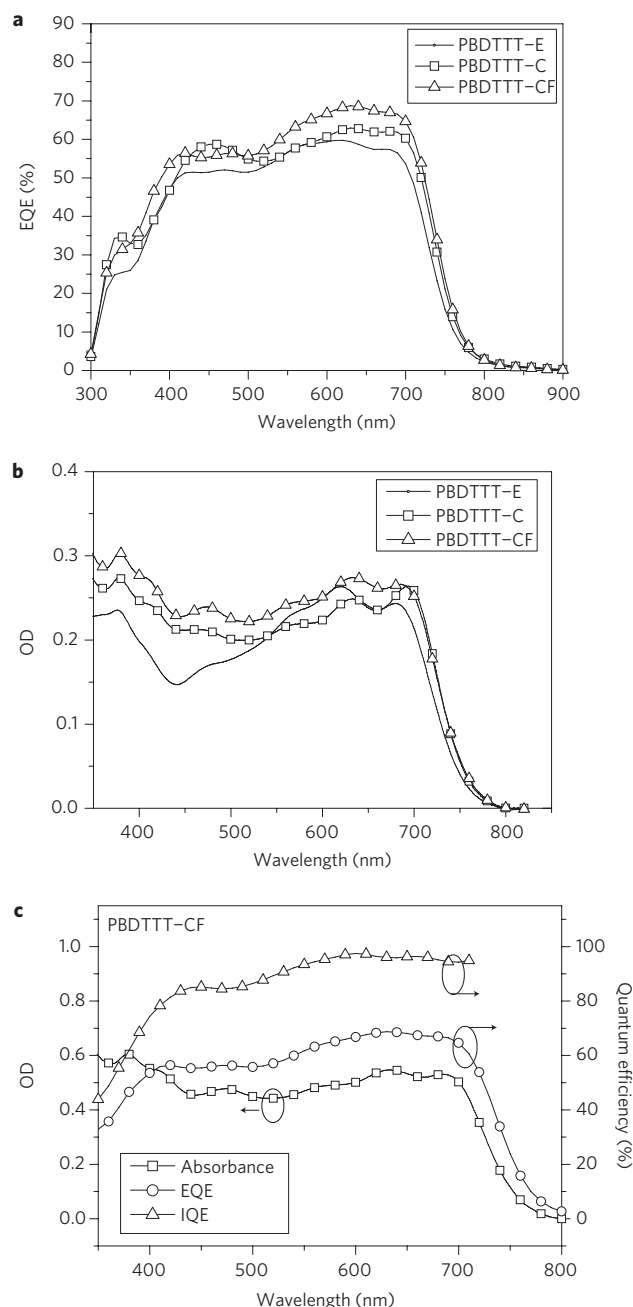 a
90
80
70
60
50
40
30
20
10
0
EQE (%)
PBDTTT–E
PBDTTT–C
PBDTTT–CF
300 400 500 600 700 800 900
Wavelength (nm)
b
0.4
0.3
0.2
0.1
0.0
OD
PBDTTT–E
PBDTTT–C
PBDTTT–CF
400 500 600 700 800
Wavelength (nm)
c
PBDTTT–CF
1.0
0.8
0.6
0.4
0.2
0.0
OD
100
80
60
40
20
0
Quantum efficiency (%)
Absorbance
EQE
IQE
400 500 600 700 800
Wavelength (nm)